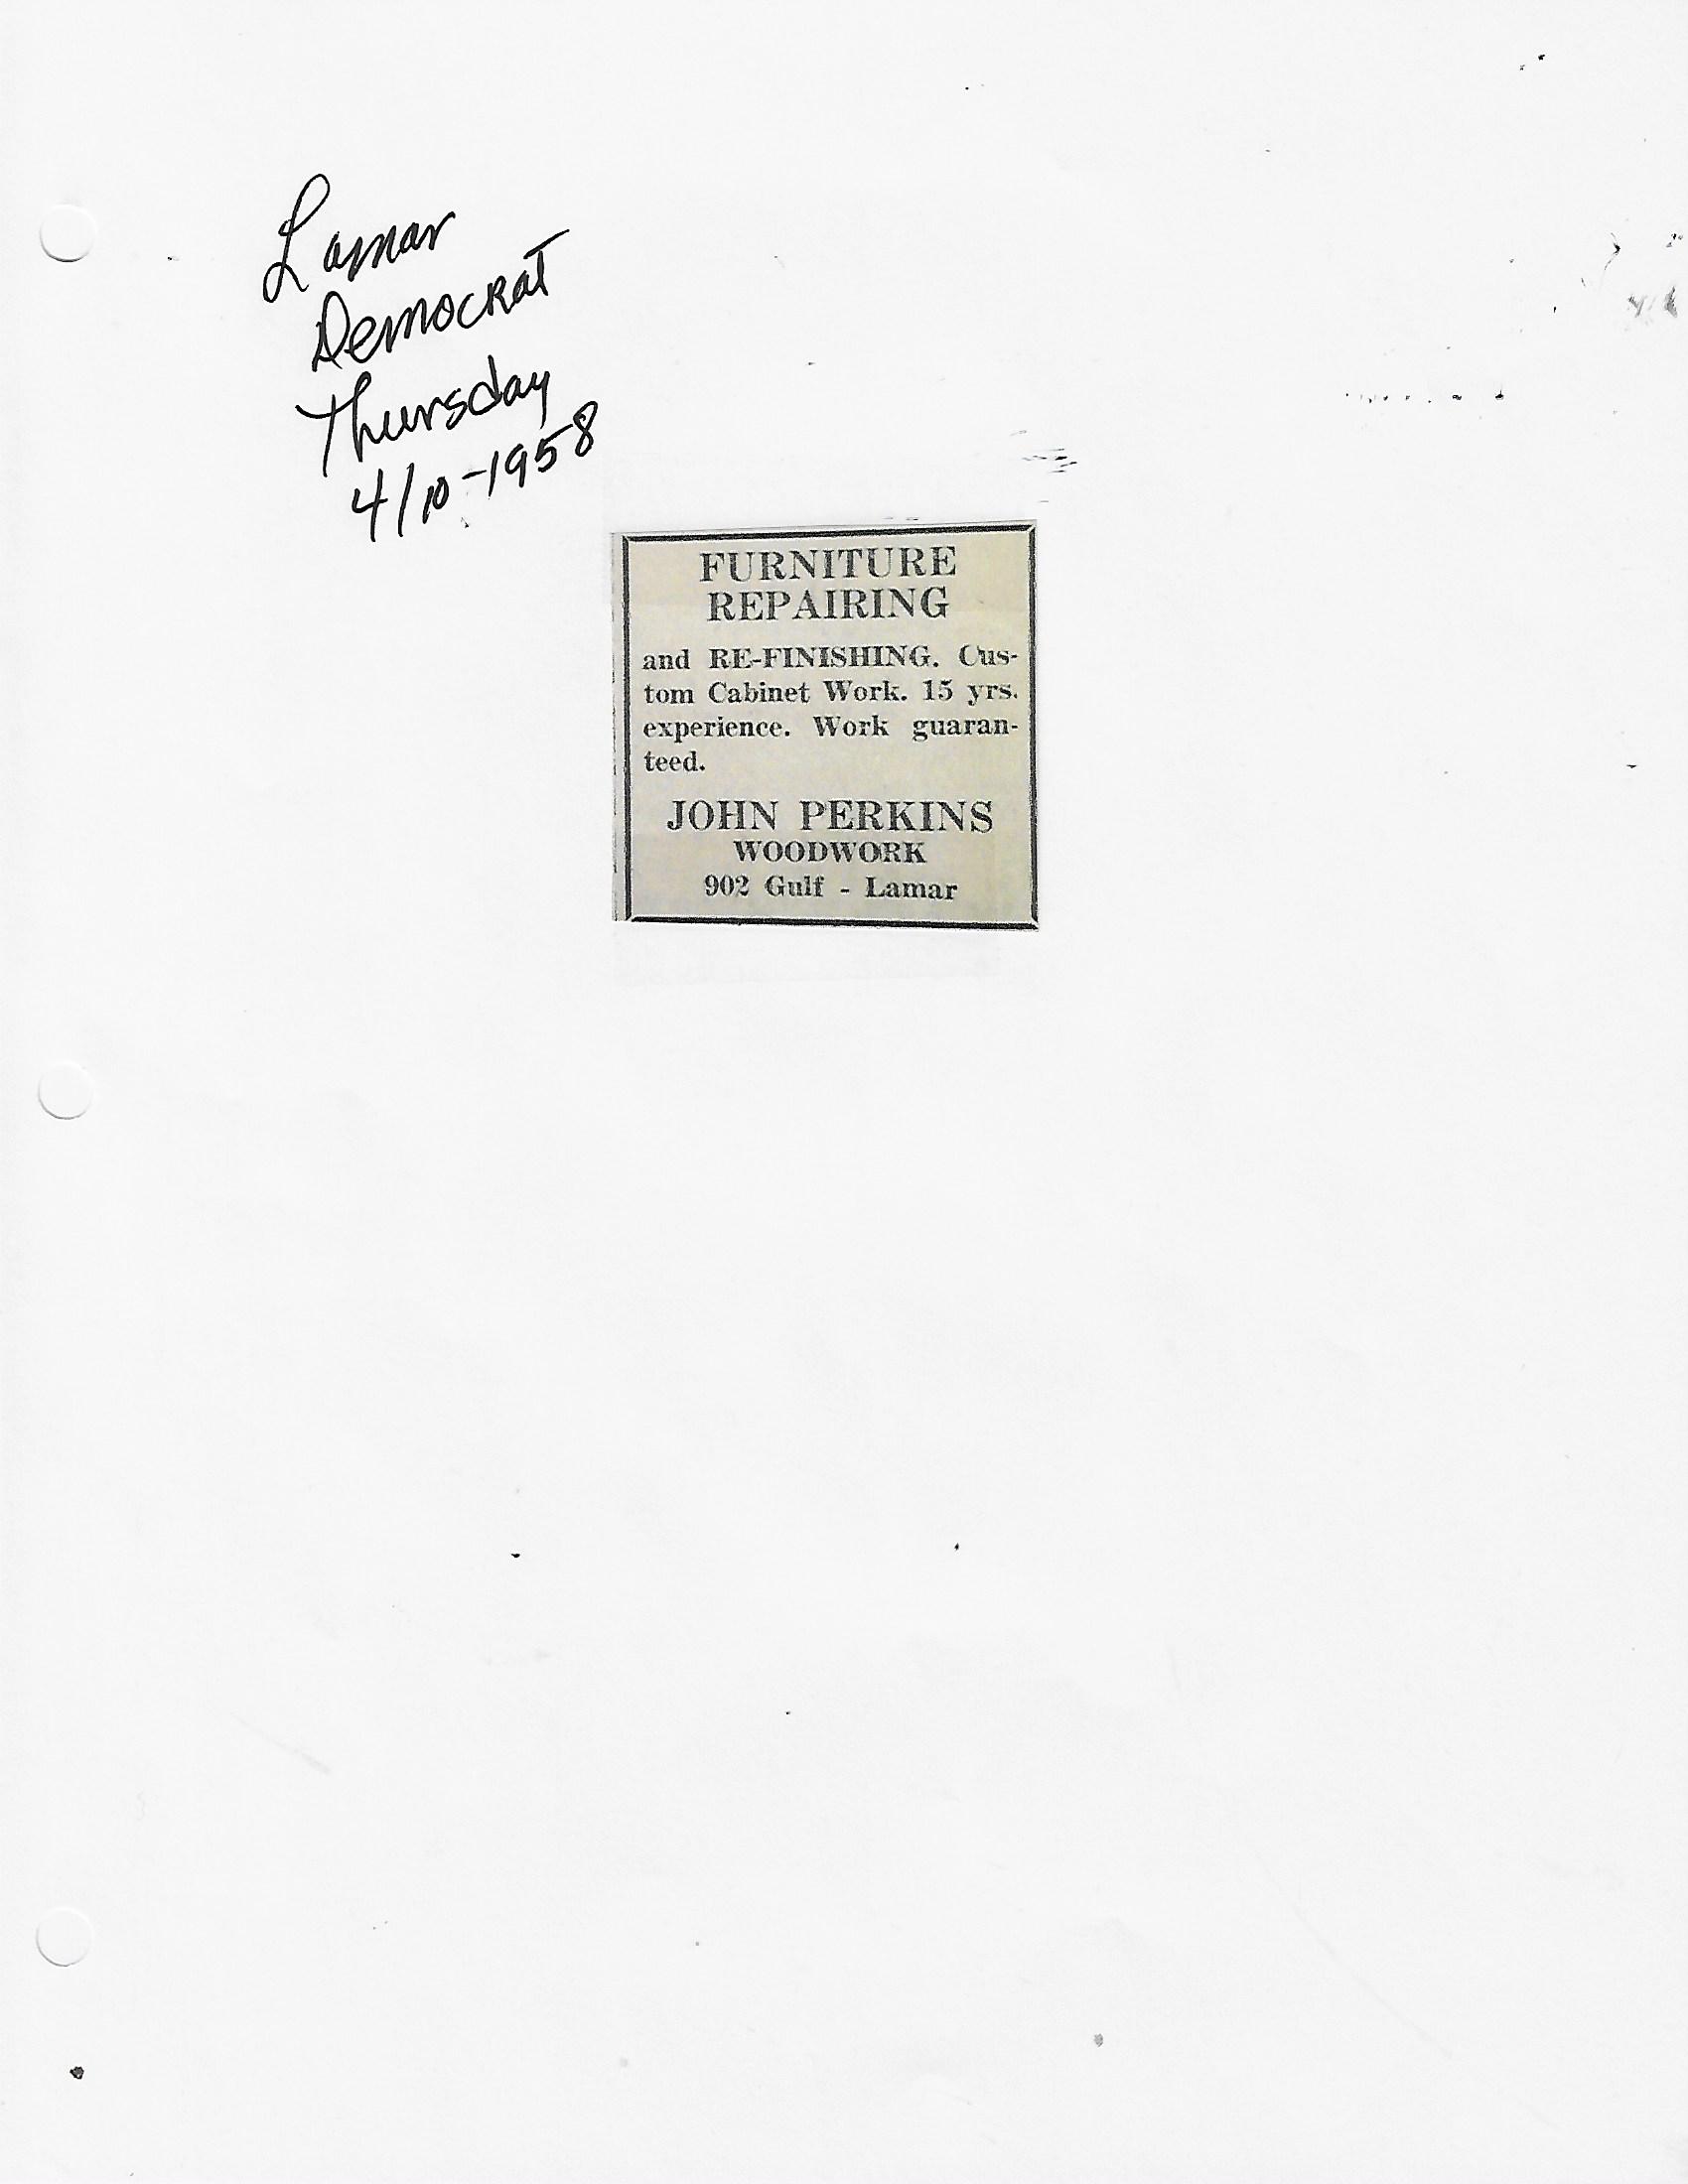 Lamar
Democrat
Thursday
4/10-1958
FURNITURE
REPAIRING
and RE-FINISHING. Cus-
tom Cabinet Work. 15 yrs.
experience. Work guaran-
teed.
JOHN PERKINS
WOODWORK
902 Gulf - Lamar